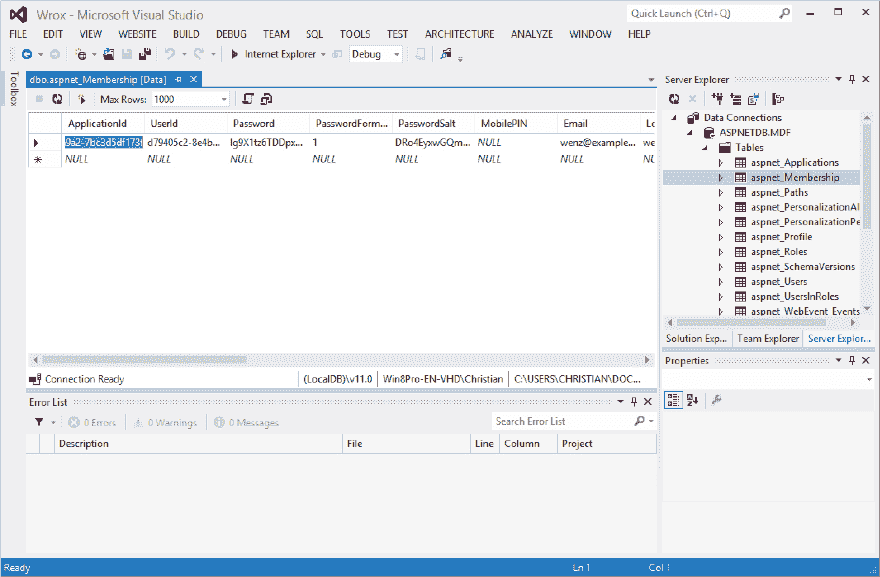 Wrox - Microsoft Visual Studio
Quick Launch (Ctrl+Q)
FILE EDIT VIEW WEBSITE BUILD DEBUG TEAM SQL TOOLS TEST ARCHITECTURE ANALYZE WINDOW HELP
Internet Explorer Debug
Toolbox
dbo.aspnet_Membership [Data]
Max Rows: 1000
ApplicationId UserId Password PasswordForm... PasswordSalt MobilePIN Email Lo
d79405c2-8e4b... 1 NULL wenz@example... we
NULL NULL NULL NULL NULL NULL NULL NU
Connection Ready (LocalDB)\v11.0 Win8Pro-EN-VHD\Christian C:\USERS\CHRISTIAN\DOC...
Error List
0 Errors 0 Warnings 0 Messages
Search Error List
Description File Line Column Project
Server Explorer
Data Connections
ASPNETDB.MDF
Tables
aspnet_Applications
aspnet_Membership
aspnet_Paths
aspnet_PersonalizationAl
aspnet_PersonalizationPe
aspnet_Profile
aspnet_Roles
aspnet_SchemaVersions
aspnet_Users
aspnet_UsersInRoles
aspnet_WebEvent_Events
Solution Exp... Team Explorer Server Explor...
Properties
Ready Ln 1 Col 1